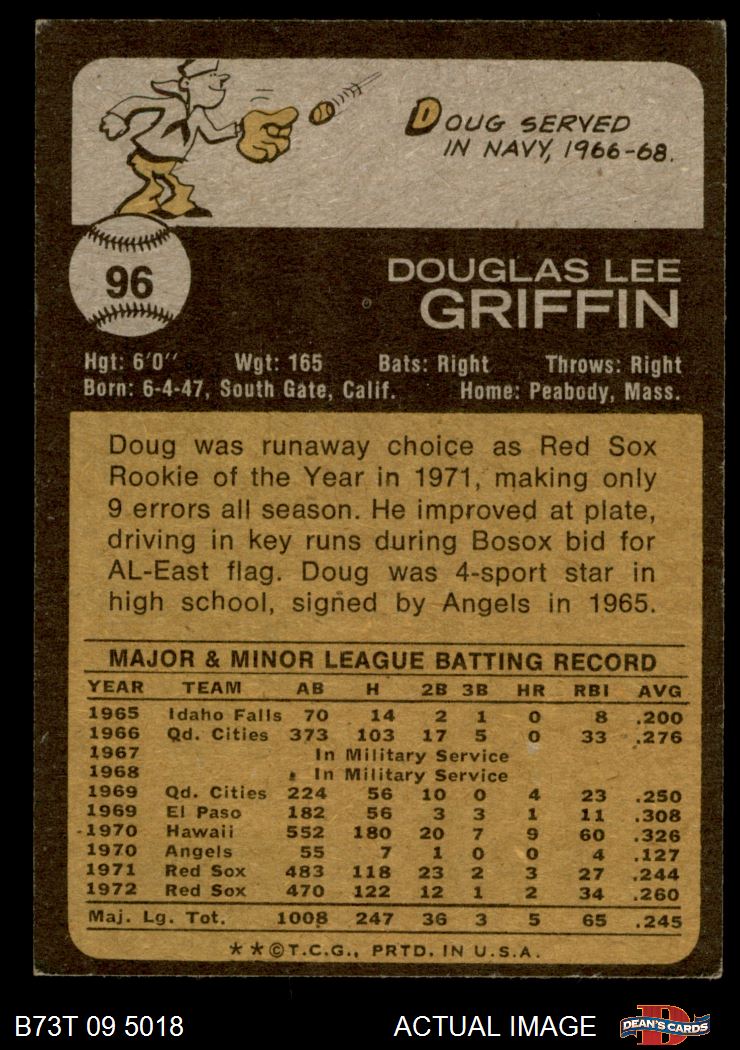 DOUG SERVED
IN NAVY, 1966-68.
96
DOUGLAS LEE
GRIFFIN
Hgt: 6'0" Wgt: 165 Bats: Right Throws: Right
Born: 6-4-47, South Gate, Calif. Home: Peabody, Mass.
Doug was runaway choice as Red Sox
Rookie of the Year in 1971, making only
9 errors all season. He improved at plate,
driving in key runs during Bosox bid for
AL-East flag. Doug was 4-sport star in
high school, signed by Angels in 1965.
MAJOR & MINOR LEAGUE BATTING RECORD
YEAR TEAM AB H 2B 3B HR RBI AVG
1965 Idaho Falls 70 14 2 1 0 8 .200
1966 Qd. Cities 373 103 17 5 0 33 .276
1967 In Military Service
1968 In Military Service
1969 Qd. Cities 224 56 10 0 4 23 .250
1969 El Paso 182 56 3 3 1 11 .308
1970 Hawaii 552 180 20 7 9 60 .326
1970 Angels 55 7 1 0 0 4 .127
1971 Red Sox 483 118 23 2 3 27 .244
1972 Red Sox 470 122 12 1 2 34 .260
Maj. Lg. Tot. 1008 247 36 3 5 65 .245
**©T.C.G., PRTD. IN U.S.A.
B73T 09 5018 ACTUAL IMAGE D DEAN'S CARDS